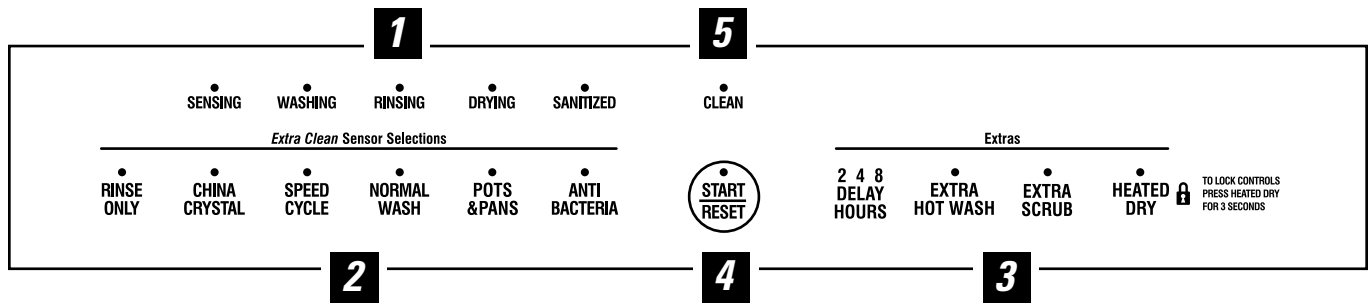 1 5
SENSING WASHING RINSING DRYING SANITIZED CLEAN
Extra Clean Sensor Selections Extras
RINSE ONLY
CHINA CRYSTAL
SPEED CYCLE
NORMAL WASH
POTS &PANS
ANTI BACTERIA
START RESET
2 4 8
DELAY
HOURS
EXTRA
HOT WASH
EXTRA
SCRUB
HEATED
DRY
TO LOCK CONTROLS
PRESS HEATED DRY
FOR 3 SECONDS
2 4 3